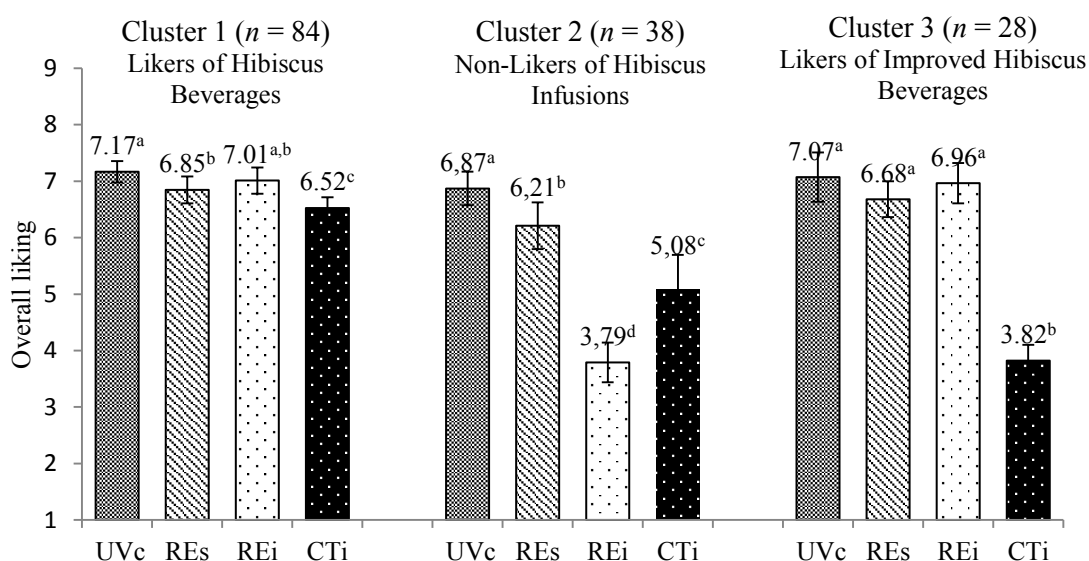 Cluster 1 (n = 84)
Likers of Hibiscus
Beverages
Cluster 2 (n = 38)
Non-Likers of Hibiscus
Infusions
Cluster 3 (n = 28)
Likers of Improved Hibiscus
Beverages
Overall liking
9
8
7
6
5
4
3
2
1
7.17a
6.85b
7.01a,b
6.52c
6,87a
6,21b
3,79d
5,08c
7.07a
6.68a
6.96a
3.82b
UVc REs REi CTi
UVc REs REi CTi
UVc REs REi CTi